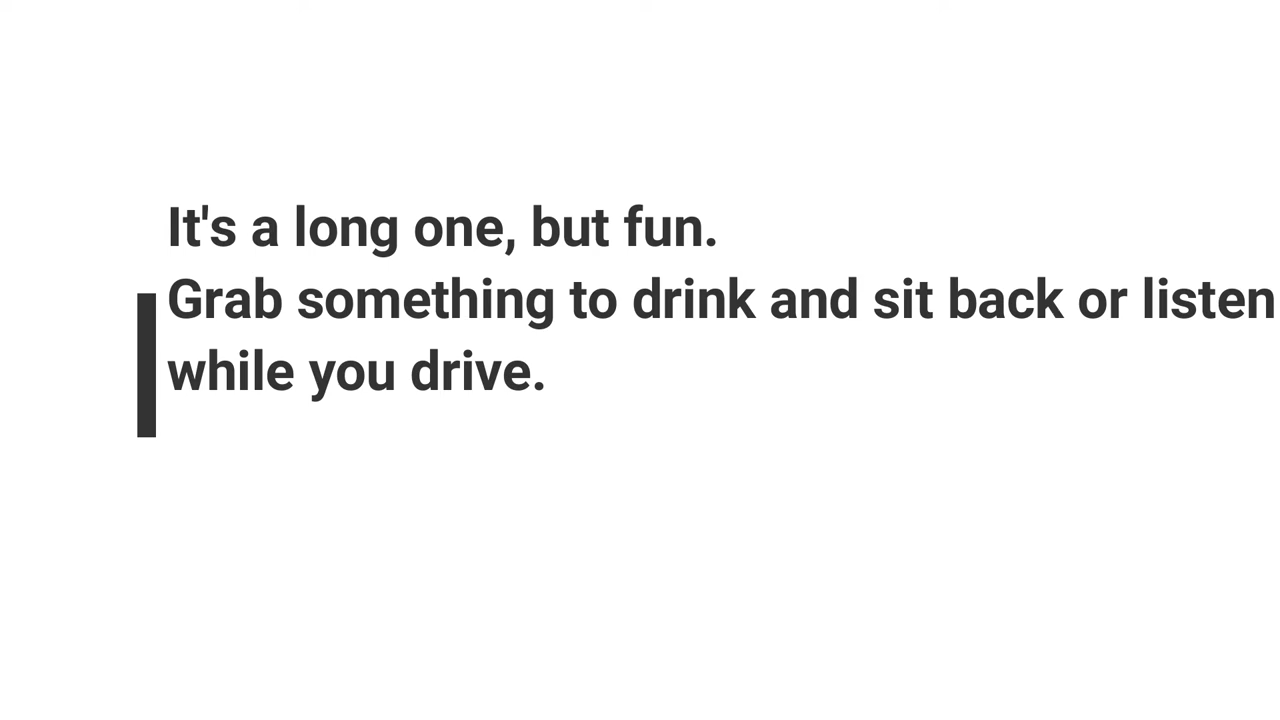 It's a long one, but fun.
Grab something to drink and sit back or listen
while you drive.